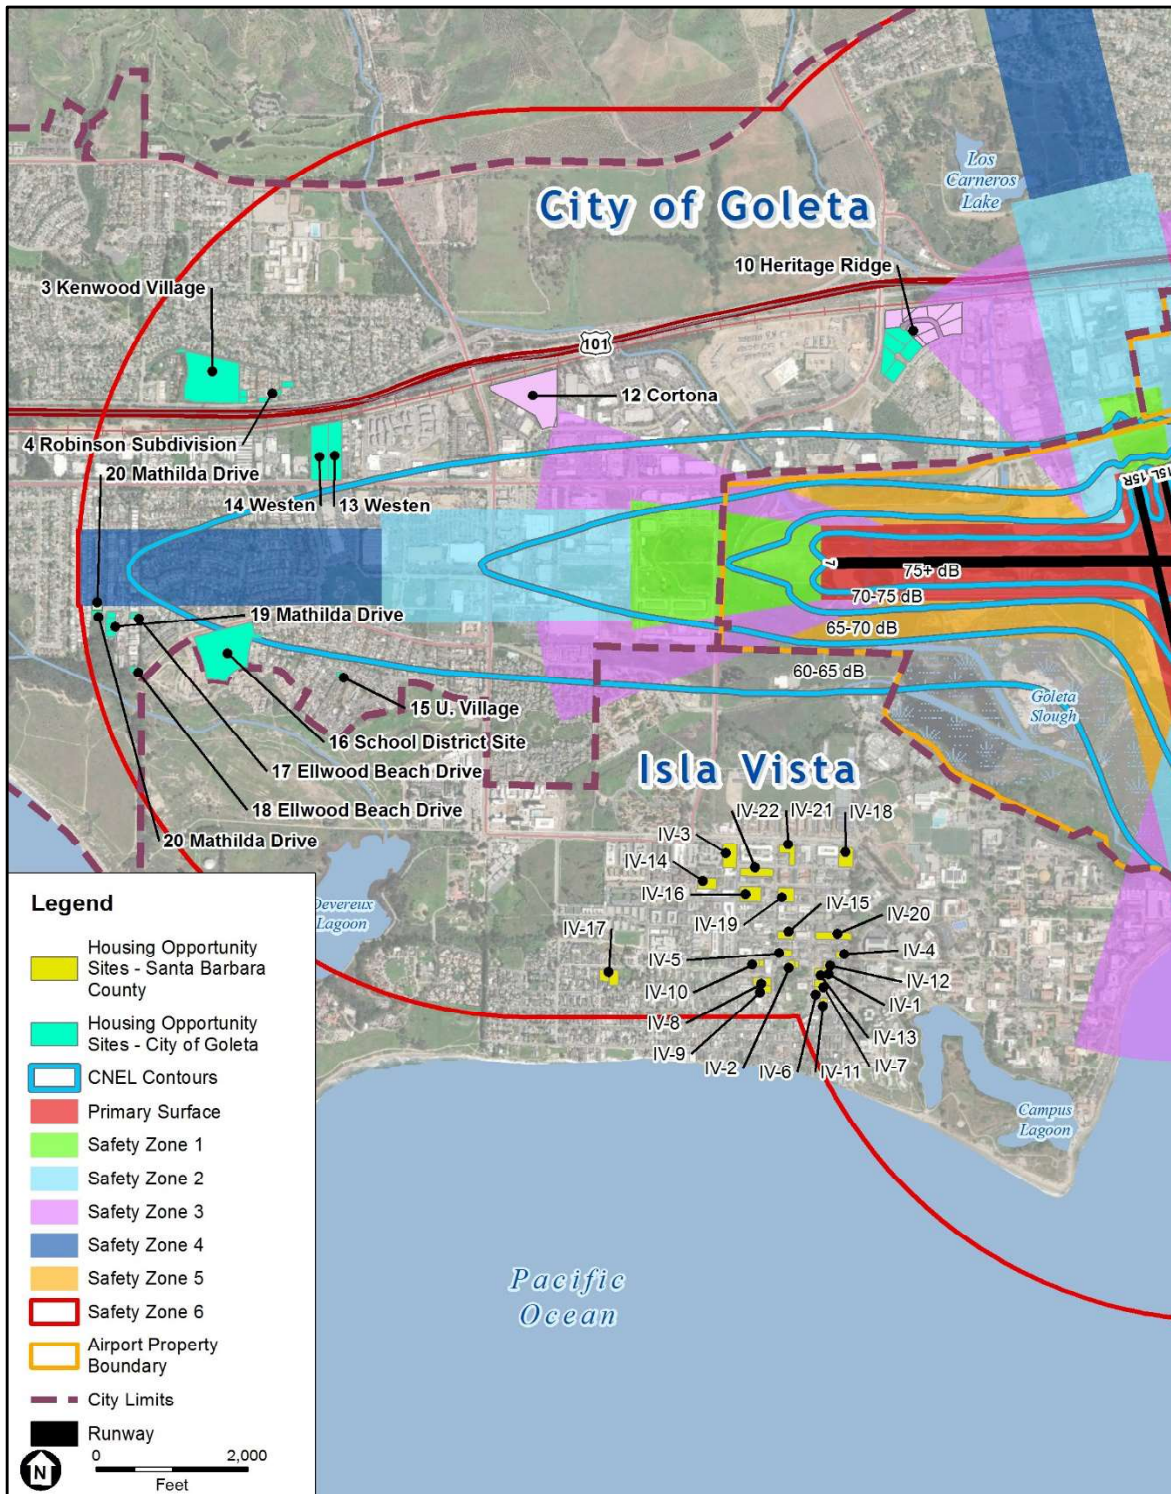 City of Goleta
Los
Carneros
Lake
10 Heritage Ridge
3 Kenwood Village
101
12 Cortona
4 Robinson Subdivision
20 Mathilda Drive
14 Westen
13 Westen
15L 15R
7
75+ dB
70-75 dB
65-70 dB
60-65 dB
19 Mathilda Drive
15 U. Village
16 School District Site
17 Ellwood Beach Drive
18 Ellwood Beach Drive
20 Mathilda Drive
Goleta
Slough
Isla Vista
IV-22
IV-21
IV-18
IV-3
IV-14
IV-16
IV-19
IV-15
IV-20
IV-17
IV-5
IV-4
IV-10
IV-12
IV-8
IV-1
IV-9
IV-13
IV-2
IV-6
IV-11
IV-7
Devereux
Lagoon
Campus
Lagoon
Pacific
Ocean
Legend
Housing Opportunity
Sites - Santa Barbara
County
Housing Opportunity
Sites - City of Goleta
CNEL Contours
Primary Surface
Safety Zone 1
Safety Zone 2
Safety Zone 3
Safety Zone 4
Safety Zone 5
Safety Zone 6
Airport Property
Boundary
City Limits
Runway
N
0 2,000
Feet